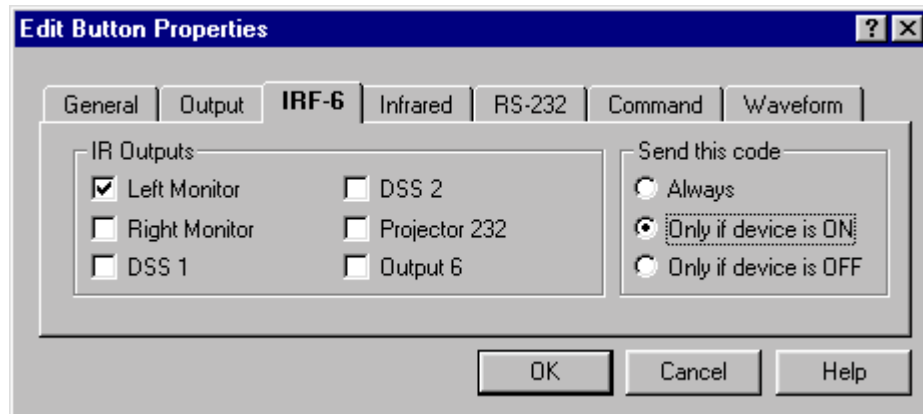 Edit Button Properties
General Output IRF-6 Infrared RS-232 Command Waveform
IR Outputs
Left Monitor DSS 2
Right Monitor Projector 232
DSS 1 Output 6
Send this code
Always
Only if device is ON
Only if device is OFF
OK Cancel Help